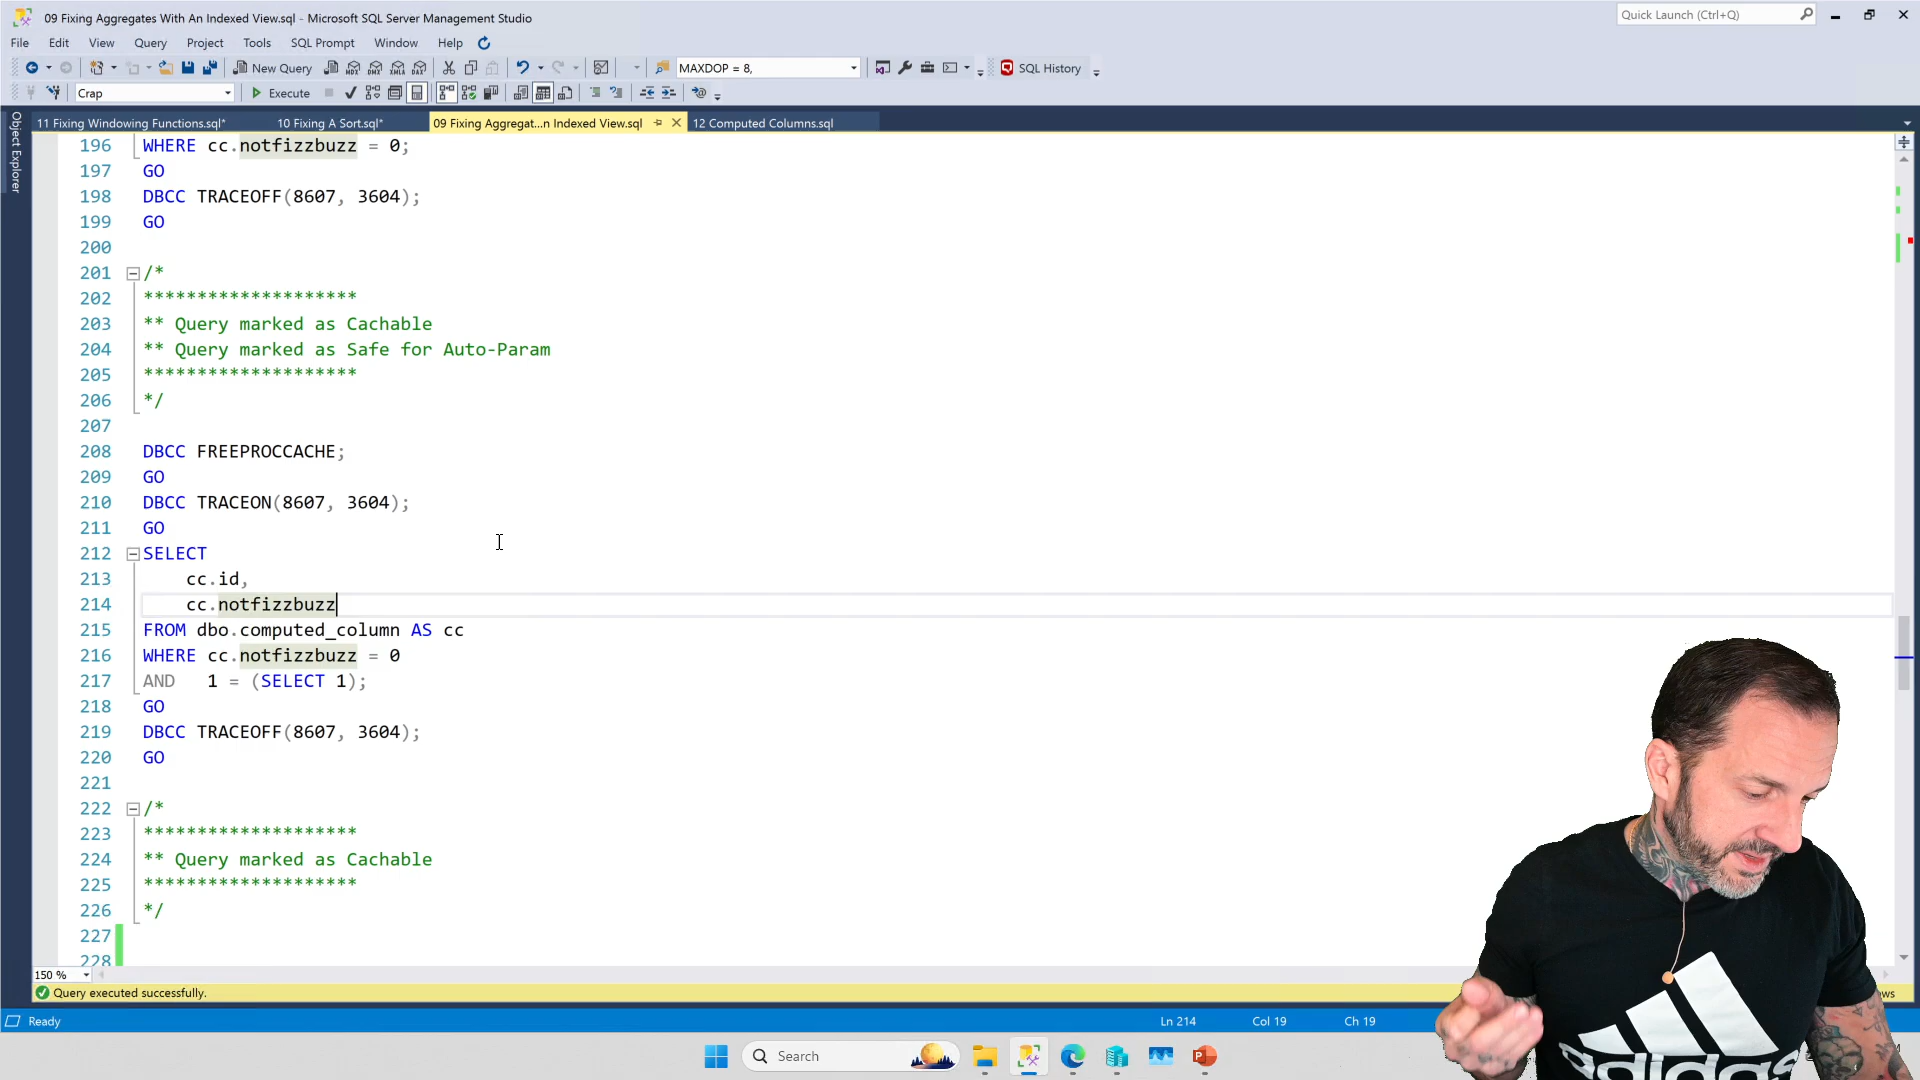 09 Fixing Aggregates With An Indexed View.sql - Microsoft SQL Server Management Studio
Quick Launch (Ctrl+Q)
File Edit View Query Project Tools SQL Prompt Window Help
New Query MDX DMX XMLA DAX MAXDOP = 8, SQL History
Crap Execute
11 Fixing Windowing Functions.sql* 10 Fixing A Sort.sql* 09 Fixing Aggregat...n Indexed View.sql 12 Computed Columns.sql
Object Explorer
196 WHERE cc.notfizzbuzz = 0;
197 GO
198 DBCC TRACEOFF(8607, 3604);
199 GO
200
201 /*
202 ********************
203 ** Query marked as Cachable
204 ** Query marked as Safe for Auto-Param
205 ********************
206 */
207
208 DBCC FREEPROCCACHE;
209 GO
210 DBCC TRACEON(8607, 3604);
211 GO
212 SELECT
213 cc.id,
214 cc.notfizzbuzz
215 FROM dbo.computed_column AS cc
216 WHERE cc.notfizzbuzz = 0
217 AND 1 = (SELECT 1);
218 GO
219 DBCC TRACEOFF(8607, 3604);
220 GO
221
222 /*
223 ********************
224 ** Query marked as Cachable
225 ********************
226 */
227
228
150 %
Query executed successfully.
Ready Ln 214 Col 19 Ch 19
Search
adidas